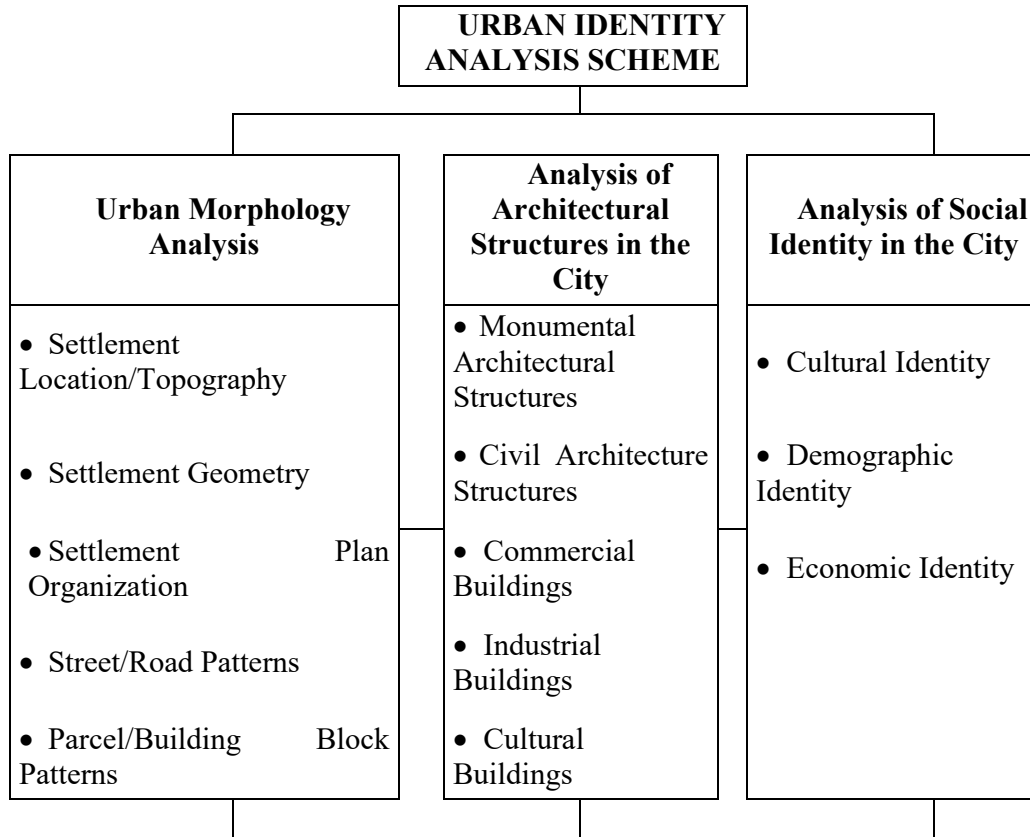 URBAN IDENTITY
ANALYSIS SCHEME
Urban Morphology
Analysis
Analysis of
Architectural
Structures in the
City
Analysis of Social
Identity in the City
• Settlement
Location/Topography
• Settlement Geometry
• Settlement Plan
Organization
• Street/Road Patterns
• Parcel/Building Block
Patterns
• Monumental
Architectural
Structures
• Civil Architecture
Structures
• Commercial
Buildings
• Industrial
Buildings
• Cultural
Buildings
• Cultural Identity
• Demographic
Identity
• Economic Identity